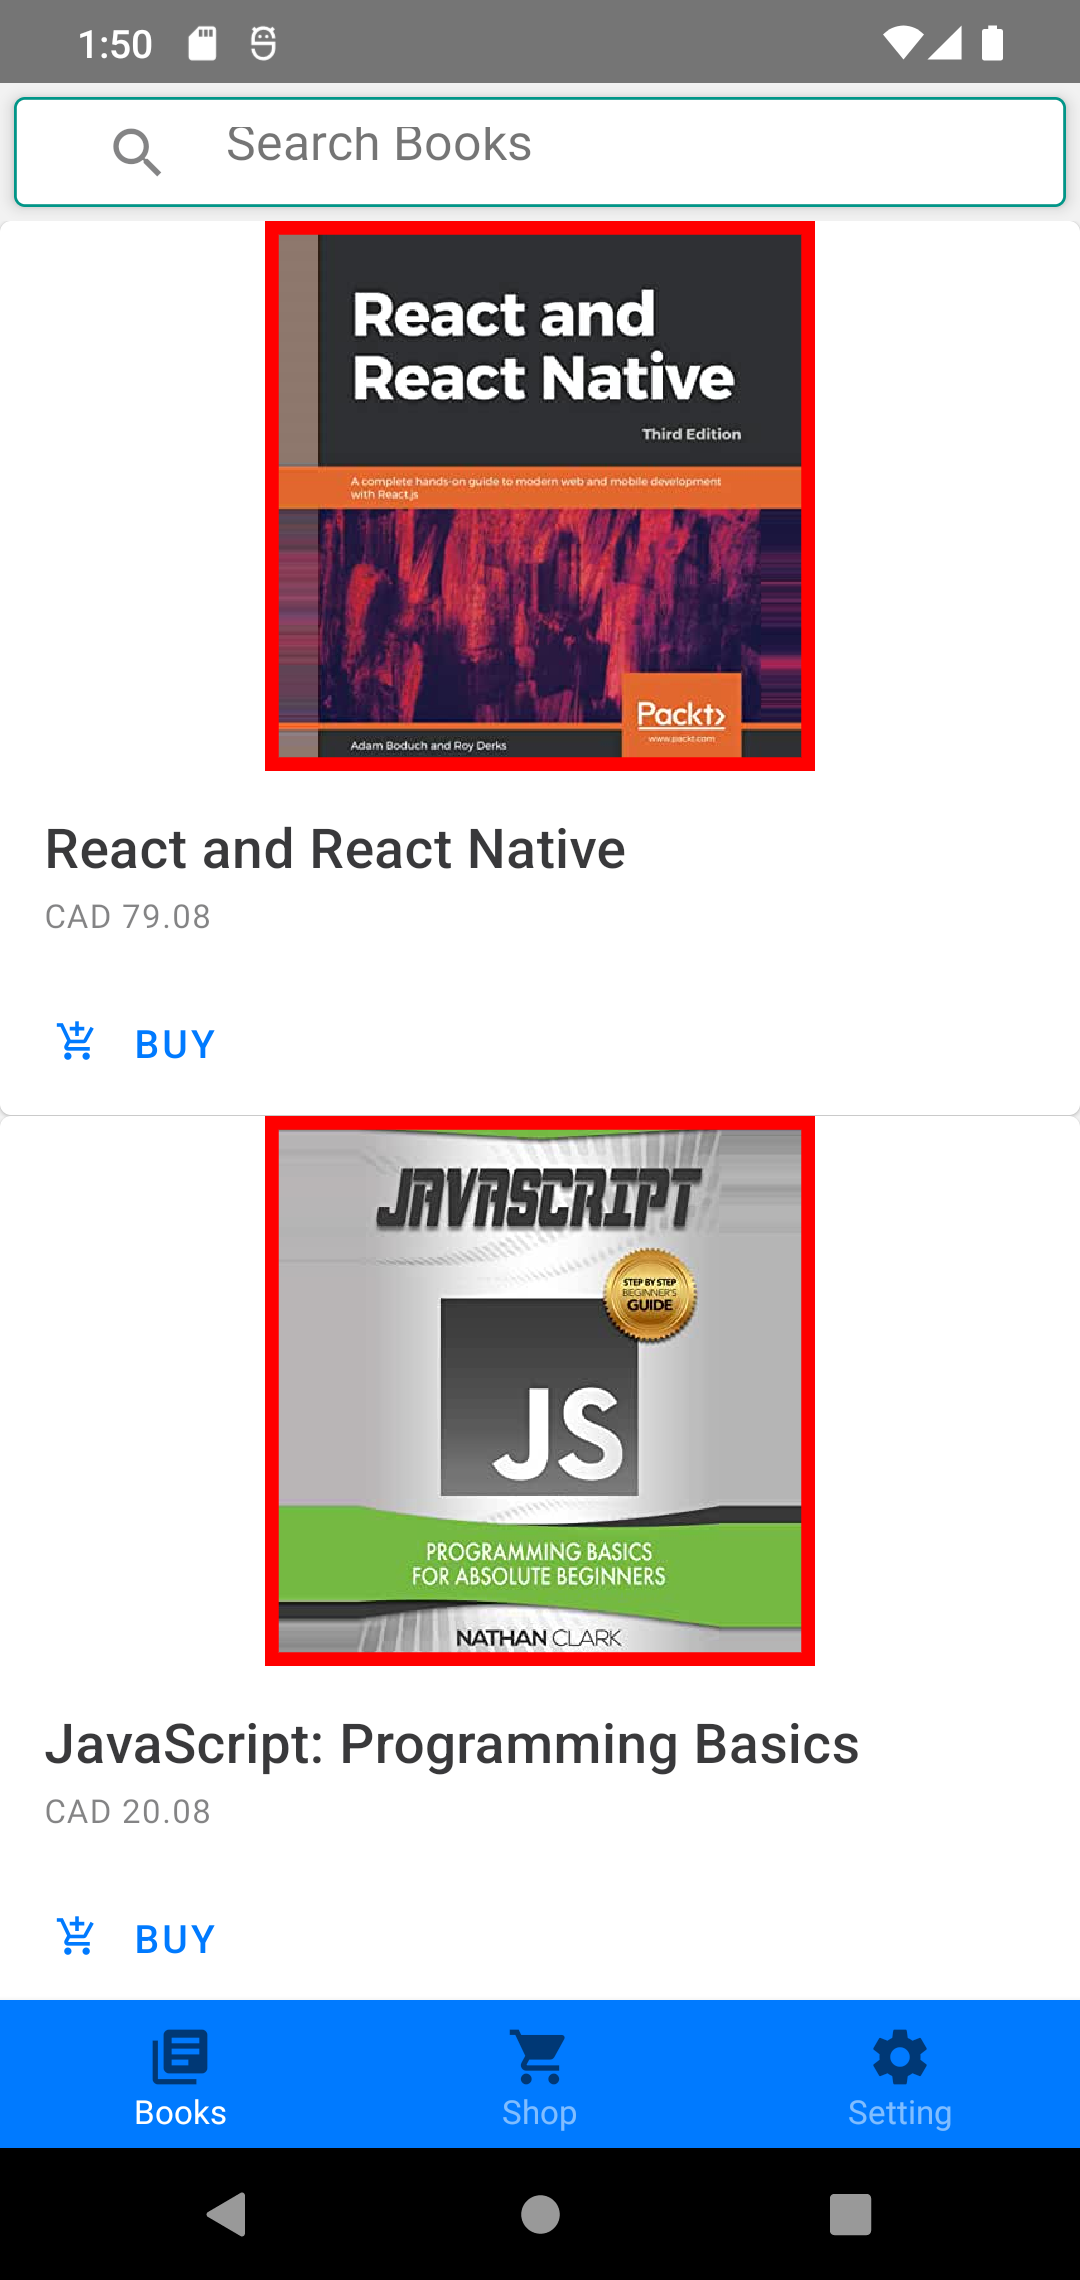 1:50
Search Books
React and
React Native
Third Edition
A complete hands-on guide to modern web and mobile development
with React.js
Packt>
www.packt.com
Adam Boduch and Roy Derks
React and React Native
CAD 79.08
BUY
JAVASCRIPT
STEP BY STEP
BEGINNER'S
GUIDE
JS
PROGRAMMING BASICS
FOR ABSOLUTE BEGINNERS
NATHAN CLARK
JavaScript: Programming Basics
CAD 20.08
BUY
Books
Shop
Setting